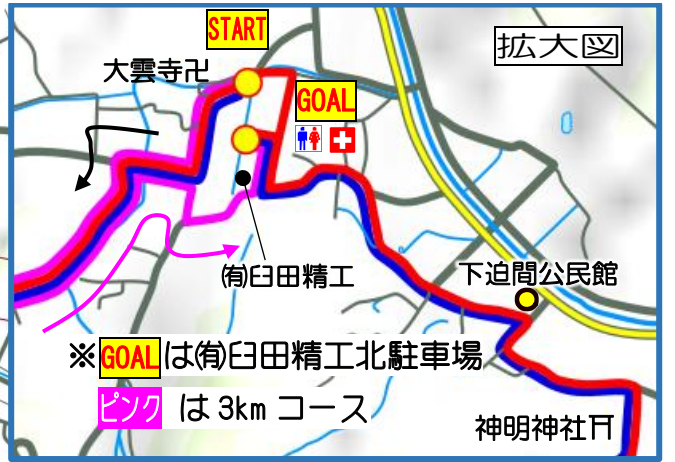 START
拡大図
大雲寺卍
GOAL
㈲臼田精工
下迫間公民館
※GOALは㈲臼田精工北駐車場
ピンク は3kmコース
神明神社⛩